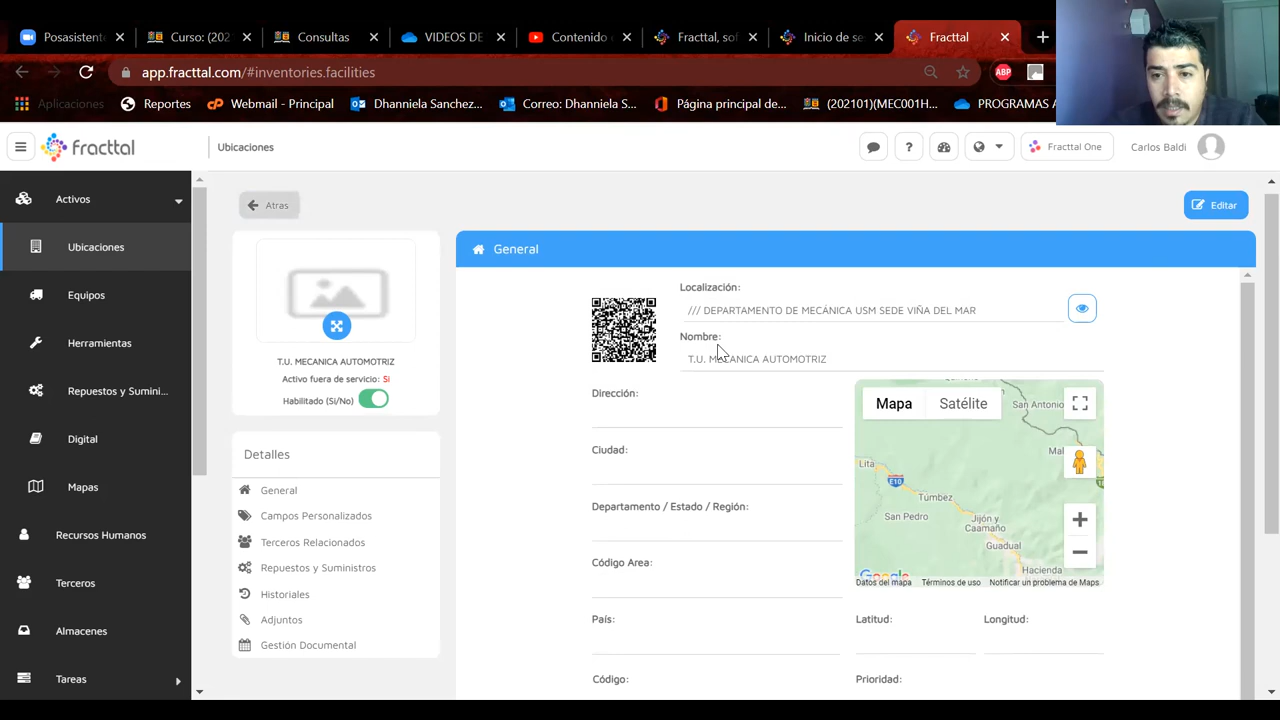 Posasistent
Curso: (202
Consultas
VIDEOS DE
Contenido
Fracttal, sof
Inicio de se
Fracttal
app.fracttal.com/#inventories.facilities
ABP
Aplicaciones
Reportes
Webmail - Principal
Dhanniela Sanchez...
Correo: Dhanniela S...
Página principal de...
(202101)(MEC001H...
PROGRAMAS A
fracttal
Ubicaciones
?
Fracttal One
Carlos Baldi
Activos
Ubicaciones
Equipos
Herramientas
Repuestos y Sumini...
Digital
Mapas
Recursos Humanos
Terceros
Almacenes
Tareas
Atras
Editar
T.U. MECANICA AUTOMOTRIZ
Activo fuera de servicio: Si
Habilitado (Si/No)
Detalles
General
Campos Personalizados
Terceros Relacionados
Repuestos y Suministros
Historiales
Adjuntos
Gestión Documental
General
Localización:
/// DEPARTAMENTO DE MECÁNICA USM SEDE VIÑA DEL MAR
Nombre:
T.U. MECANICA AUTOMOTRIZ
Dirección:
Ciudad:
Departamento / Estado / Región:
Código Area:
País:
Código:
Mapa
Satélite
San Antonio
Lita
E10
Túmbez
San Pedro
Jijón y
Caamaño
Guadual
Hacienda
Google
Datos del mapa
Términos de uso
Notificar un problema de Maps
Latitud:
Longitud:
Prioridad: